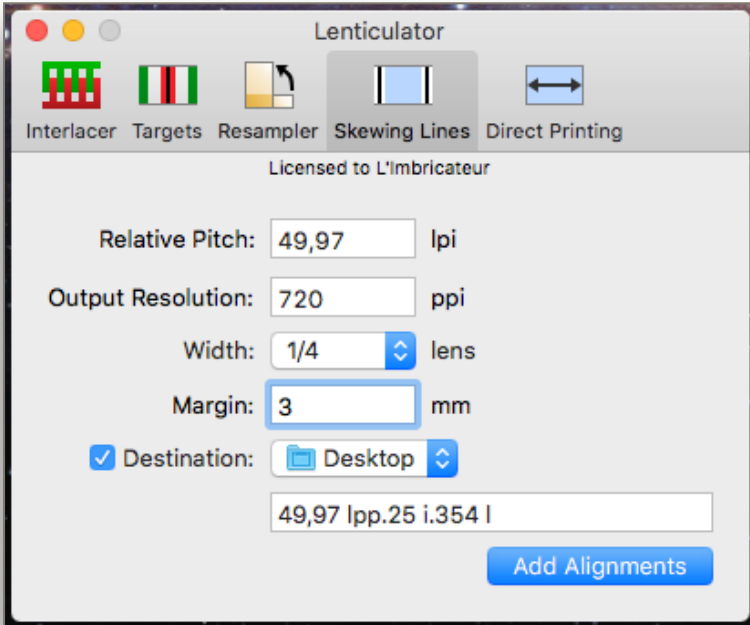 Lenticulator
Interlacer Targets Resampler Skewing Lines Direct Printing
Licensed to L'Imbricateur
Relative Pitch: 49,97 lpi
Output Resolution: 720 ppi
Width: 1/4 lens
Margin: 3 mm
Destination: Desktop
49,97 lpp.25 i.354 l
Add Alignments